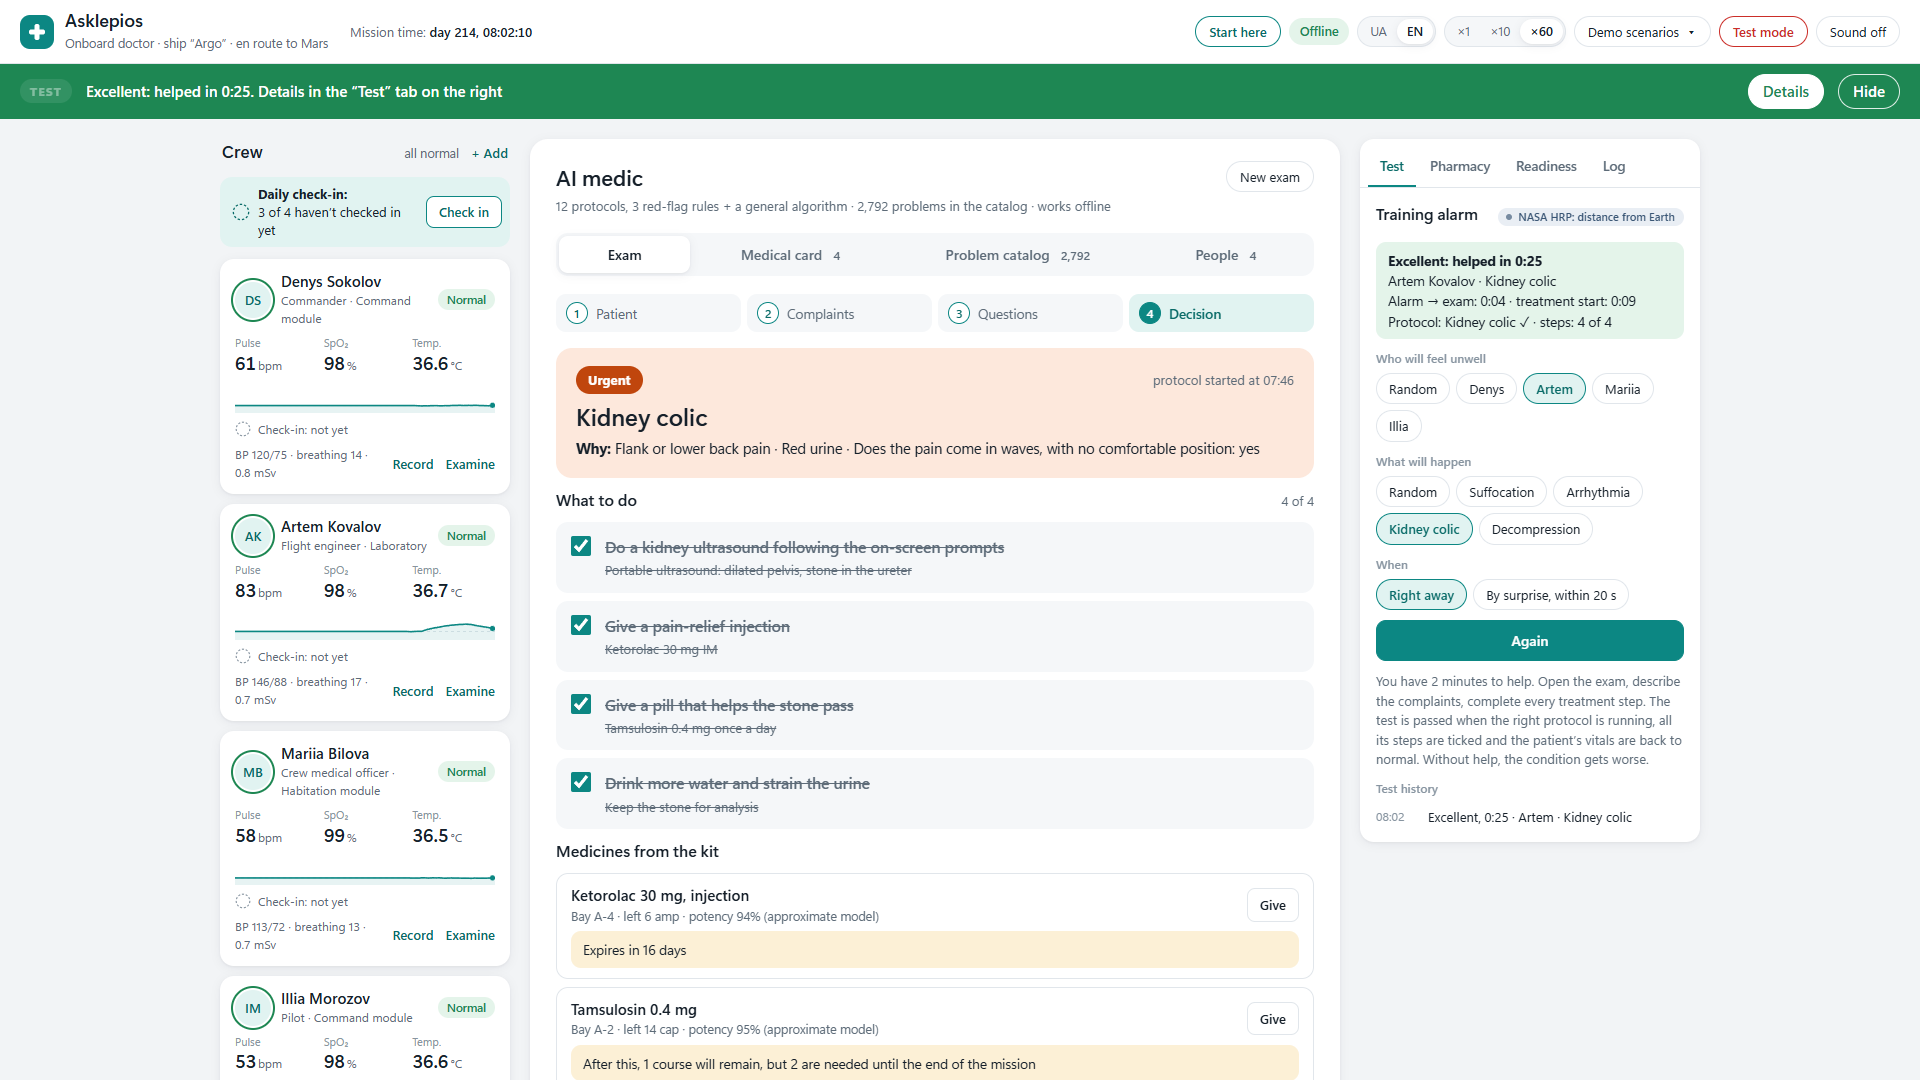 Asklepios
Onboard doctor · ship “Argo” · en route to Mars
Mission time: day 214, 08:02:10
Start here
Offline
UA EN
×1 ×10 ×60
Demo scenarios
Test mode
Sound off
TEST
Excellent: helped in 0:25. Details in the “Test” tab on the right
Details
Hide
Crew
all normal
+ Add
Daily check-in:
3 of 4 haven’t checked in
yet
Check in
DS
Denys Sokolov
Commander · Command
module
Normal
Pulse SpO₂ Temp.
61 bpm 98 % 36.6 °C
Check-in: not yet
BP 120/75 · breathing 14 ·
0.8 mSv
Record Examine
AK
Artem Kovalov
Flight engineer · Laboratory
Normal
Pulse SpO₂ Temp.
83 bpm 98 % 36.7 °C
Check-in: not yet
BP 146/88 · breathing 17 ·
0.7 mSv
Record Examine
MB
Mariia Bilova
Crew medical officer ·
Habitation module
Normal
Pulse SpO₂ Temp.
58 bpm 99 % 36.5 °C
Check-in: not yet
BP 113/72 · breathing 13 ·
0.7 mSv
Record Examine
IM
Illia Morozov
Pilot · Command module
Normal
Pulse SpO₂ Temp.
53 bpm 98 % 36.6 °C
AI medic
New exam
12 protocols, 3 red-flag rules + a general algorithm · 2,792 problems in the catalog · works offline
Exam
Medical card 4
Problem catalog 2,792
People 4
1 Patient
2 Complaints
3 Questions
4 Decision
Urgent
protocol started at 07:46
Kidney colic
Why: Flank or lower back pain · Red urine · Does the pain come in waves, with no comfortable position: yes
What to do
4 of 4
Do a kidney ultrasound following the on-screen prompts
Portable ultrasound: dilated pelvis, stone in the ureter
Give a pain-relief injection
Ketorolac 30 mg IM
Give a pill that helps the stone pass
Tamsulosin 0.4 mg once a day
Drink more water and strain the urine
Keep the stone for analysis
Medicines from the kit
Ketorolac 30 mg, injection
Bay A-4 · left 6 amp · potency 94% (approximate model)
Give
Expires in 16 days
Tamsulosin 0.4 mg
Bay A-2 · left 14 cap · potency 95% (approximate model)
Give
After this, 1 course will remain, but 2 are needed until the end of the mission
Test
Pharmacy
Readiness
Log
Training alarm
NASA HRP: distance from Earth
Excellent: helped in 0:25
Artem Kovalov · Kidney colic
Alarm → exam: 0:04 · treatment start: 0:09
Protocol: Kidney colic ✓ · steps: 4 of 4
Who will feel unwell
Random Denys Artem Mariia
Illia
What will happen
Random Suffocation Arrhythmia
Kidney colic Decompression
When
Right away By surprise, within 20 s
Again
You have 2 minutes to help. Open the exam, describe
the complaints, complete every treatment step. The
test is passed when the right protocol is running, all
its steps are ticked and the patient’s vitals are back to
normal. Without help, the condition gets worse.
Test history
08:02 Excellent, 0:25 · Artem · Kidney colic